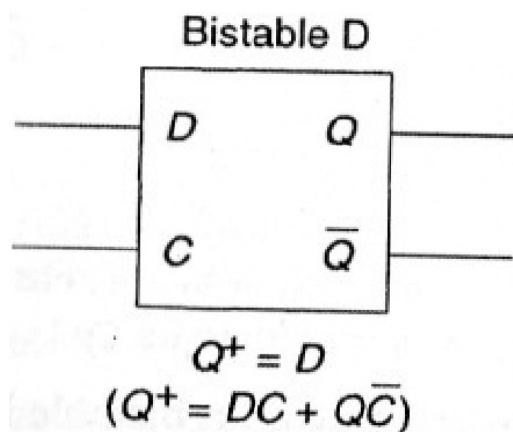 Bistable D
D Q
C Q̅
Q⁺ = D
(Q⁺ = DC + QC̅)